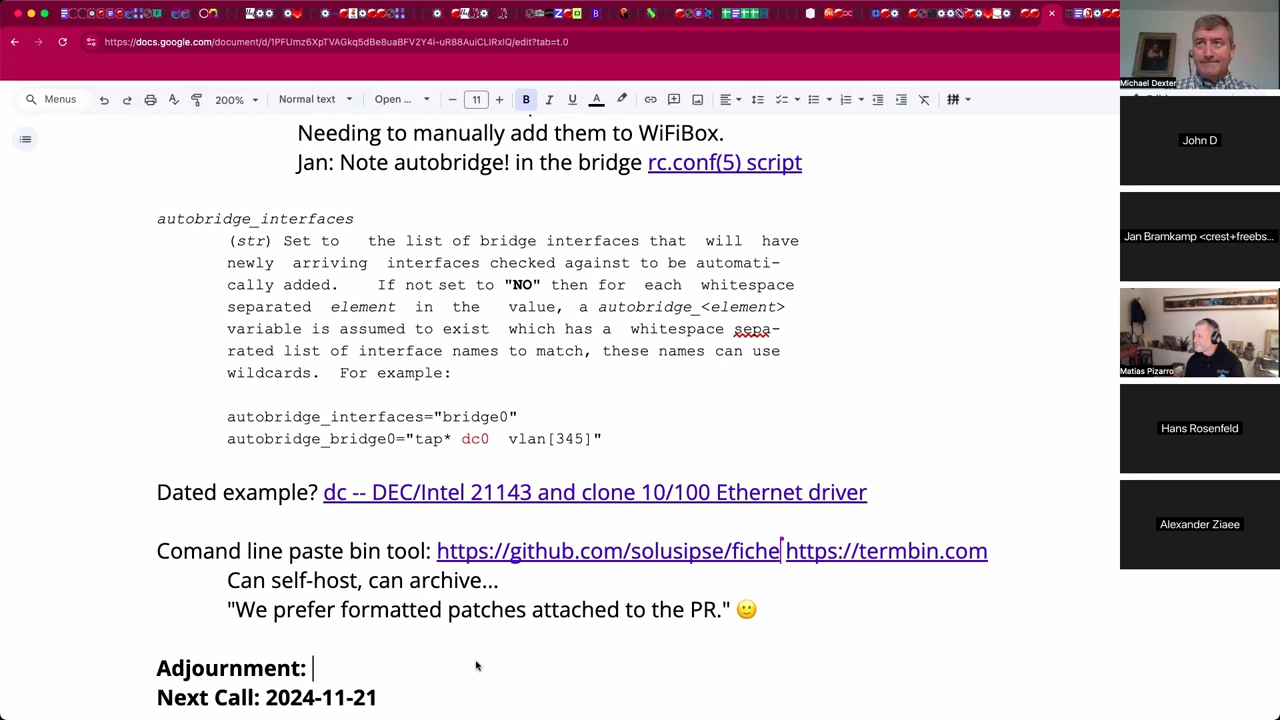 https://docs.google.com/document/d/1PFUmz6XpTVAGkq5dBe8uaBFV2Y4i-uR88AuiCLIRxIQ/edit?tab=t.0
Menus
200%
Normal text
Open ...
11
B
I
U
A
Needing to manually add them to WiFiBox.
Jan: Note autobridge! in the bridge rc.conf(5) script
autobridge_interfaces
(str) Set to the list of bridge interfaces that will have
newly arriving interfaces checked against to be automati-
cally added. If not set to "NO" then for each whitespace
separated element in the value, a autobridge_<element>
variable is assumed to exist which has a whitespace sepa-
rated list of interface names to match, these names can use
wildcards. For example:
autobridge_interfaces="bridge0"
autobridge_bridge0="tap* dc0 vlan[345]"
Dated example? dc -- DEC/Intel 21143 and clone 10/100 Ethernet driver
Comand line paste bin tool: https://github.com/solusipse/fiche https://termbin.com
Can self-host, can archive...
"We prefer formatted patches attached to the PR." 🙂
Adjournment:
Next Call: 2024-11-21
Michael Dexter
John D
Jan Bramkamp <crest+freebs...
Matias Pizarro
Hans Rosenfeld
Alexander Ziaee